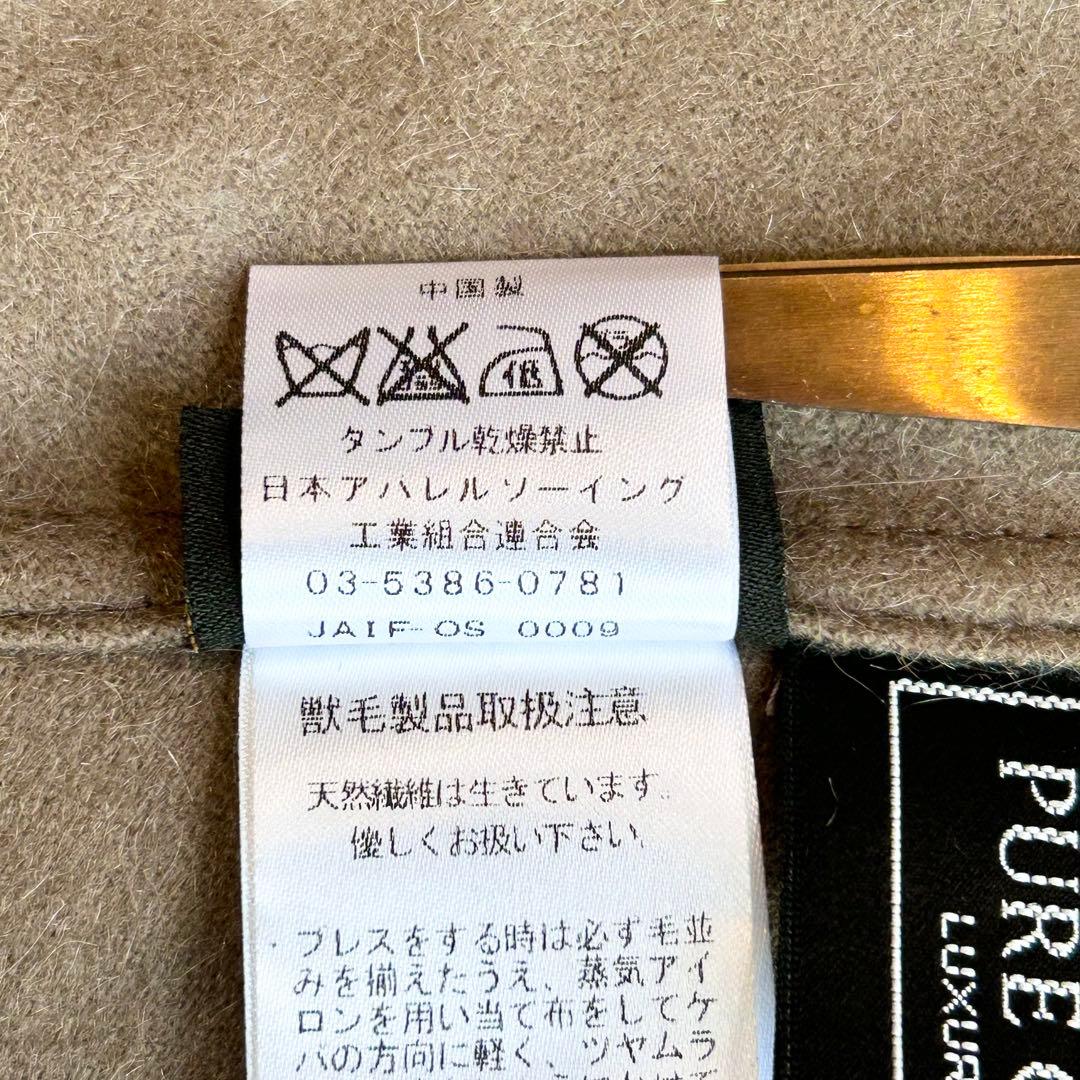 中国製
低
タンブル乾燥禁止
日本アパレルソーイング
工業組合連合会
03-5386-0781
JAIF-OS 0009
獣毛製品取扱注意
天然繊維は生きています。
優しくお扱い下さい。
プレスをする時は必ず毛並
みを揃えたうえ、蒸気アイ
ロンを用い当て布をしてケ
バの方向に軽く、ツヤムラ
PURE
LUXUR